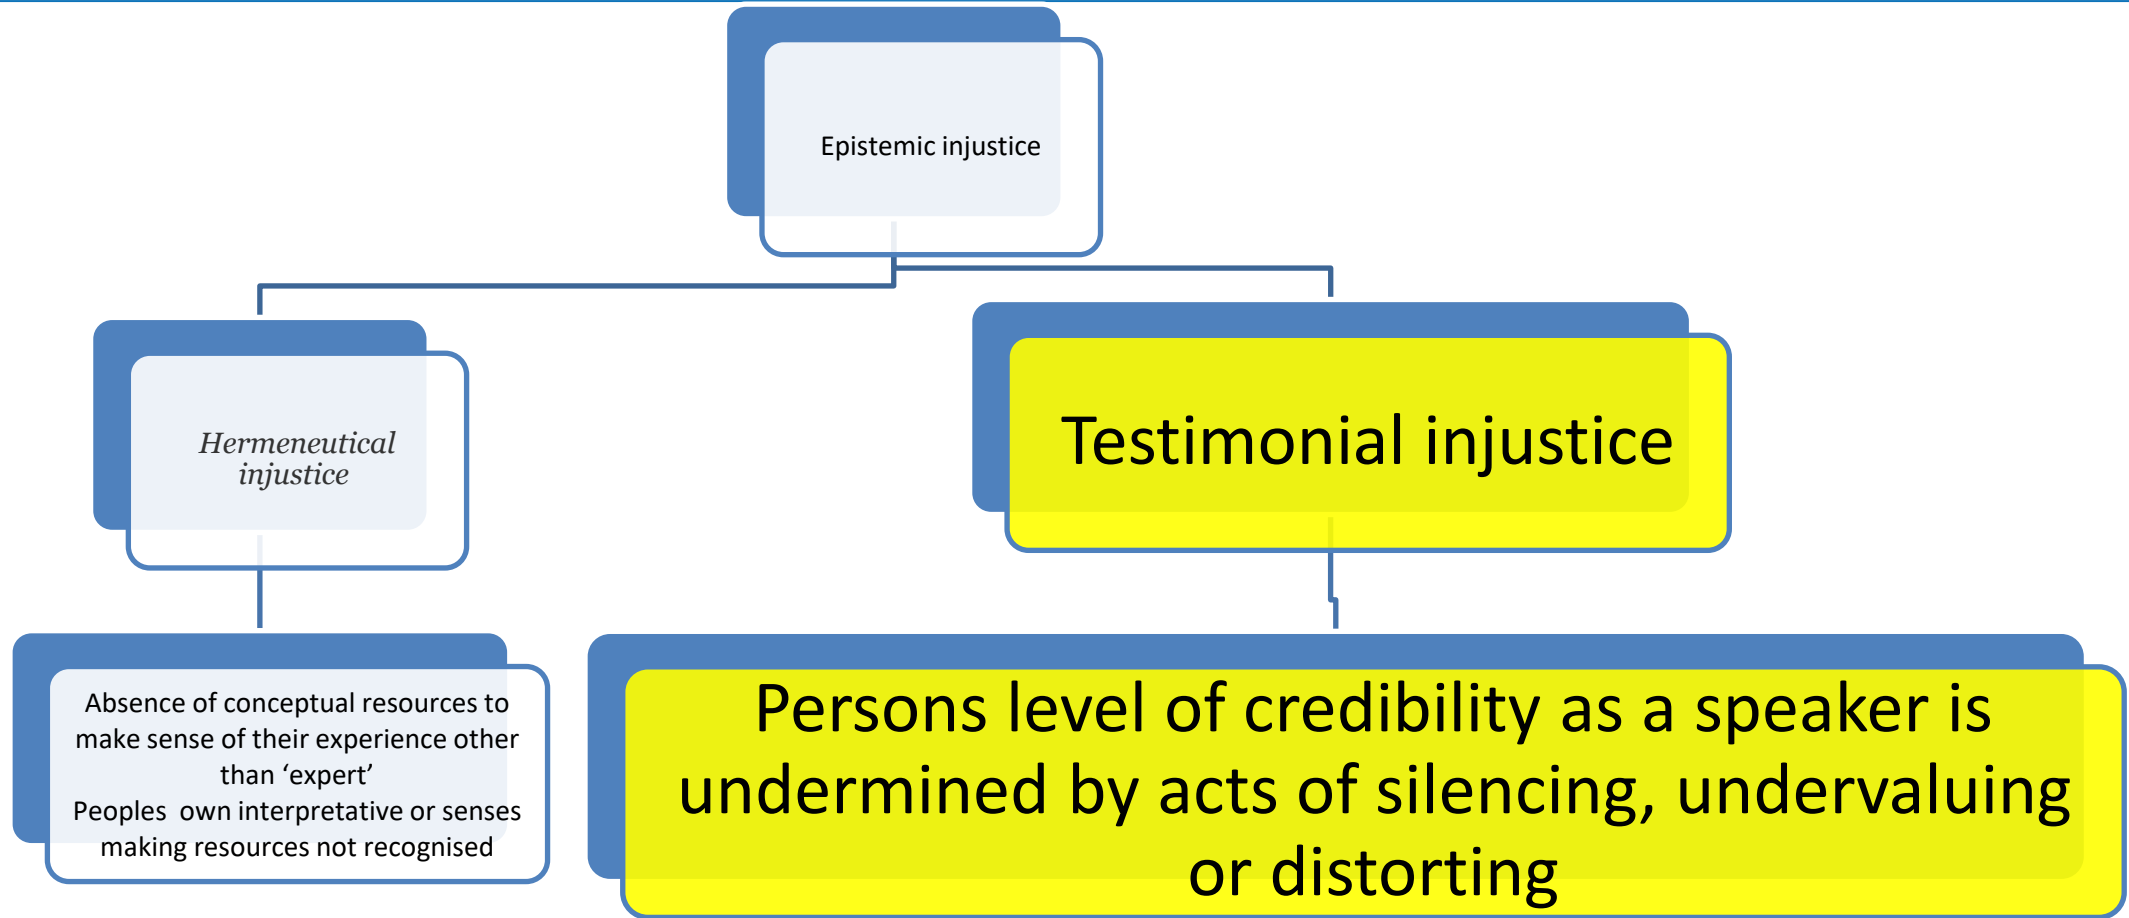 Epistemic injustice
Hermeneutical
injustice
Testimonial injustice
Absence of conceptual resources to
make sense of their experience other
than ‘expert’
Peoples  own interpretative or senses
making resources not recognised
Persons level of credibility as a speaker is
undermined by acts of silencing, undervaluing
or distorting